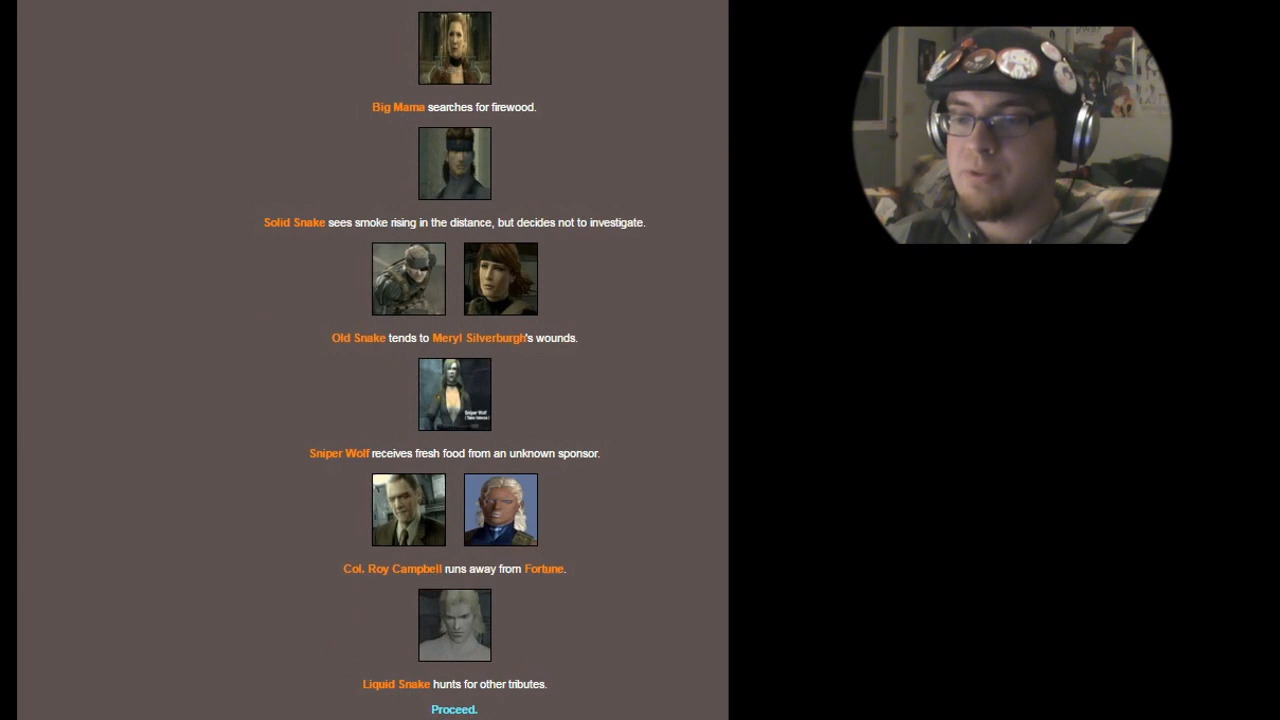 Big Mama searches for firewood.
Solid Snake sees smoke rising in the distance, but decides not to investigate.
Old Snake tends to Meryl Silverburgh's wounds.
Sniper Wolf
Sniper Wolf receives fresh food from an unknown sponsor.
Col. Roy Campbell runs away from Fortune.
Liquid Snake hunts for other tributes.
Proceed.